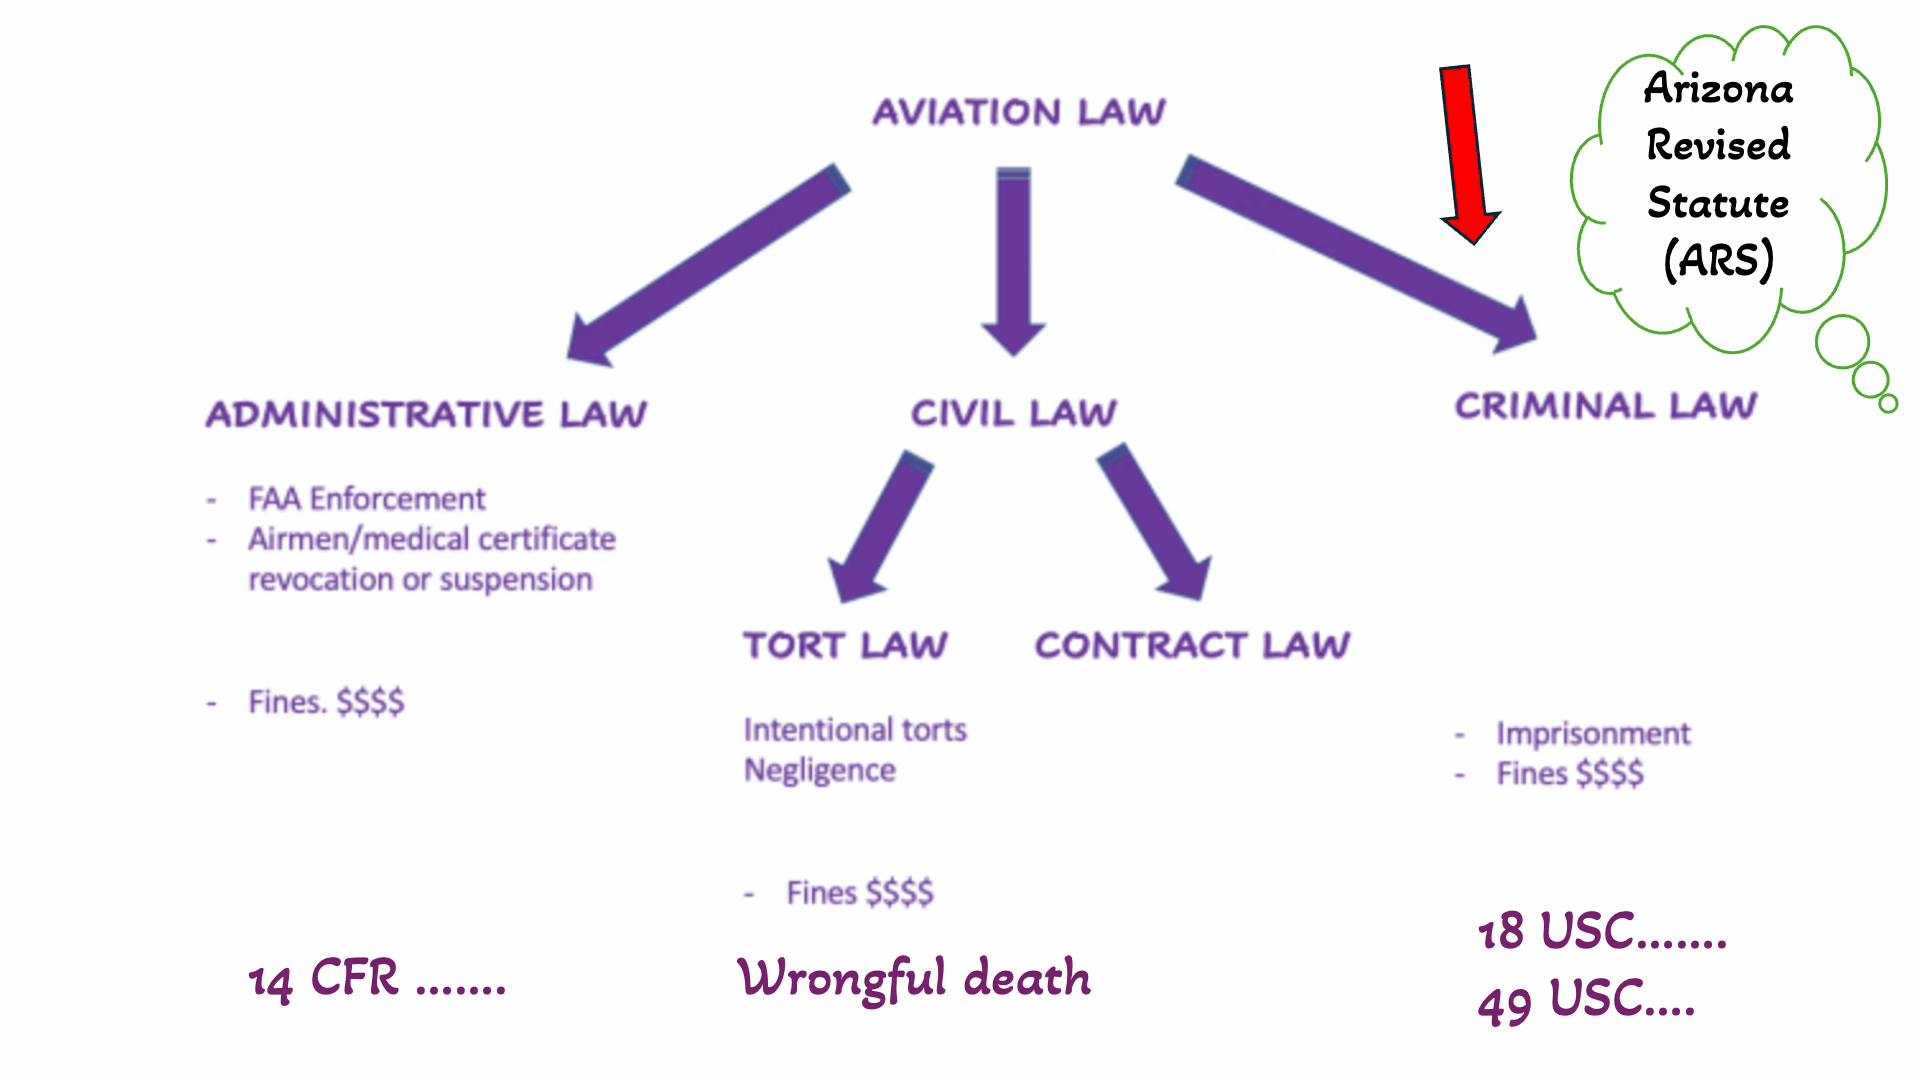 AVIATION LAW
Arizona
Revised
Statute
(ARS)
ADMINISTRATIVE LAW
- FAA Enforcement
- Airmen/medical certificate
revocation or suspension
- Fines. $$$$
14 CFR .......
CIVIL LAW
TORT LAW
Intentional torts
Negligence
- Fines $$$$
Wrongful death
CONTRACT LAW
CRIMINAL LAW
- Imprisonment
- Fines $$$$
18 USC.......
49 USC....